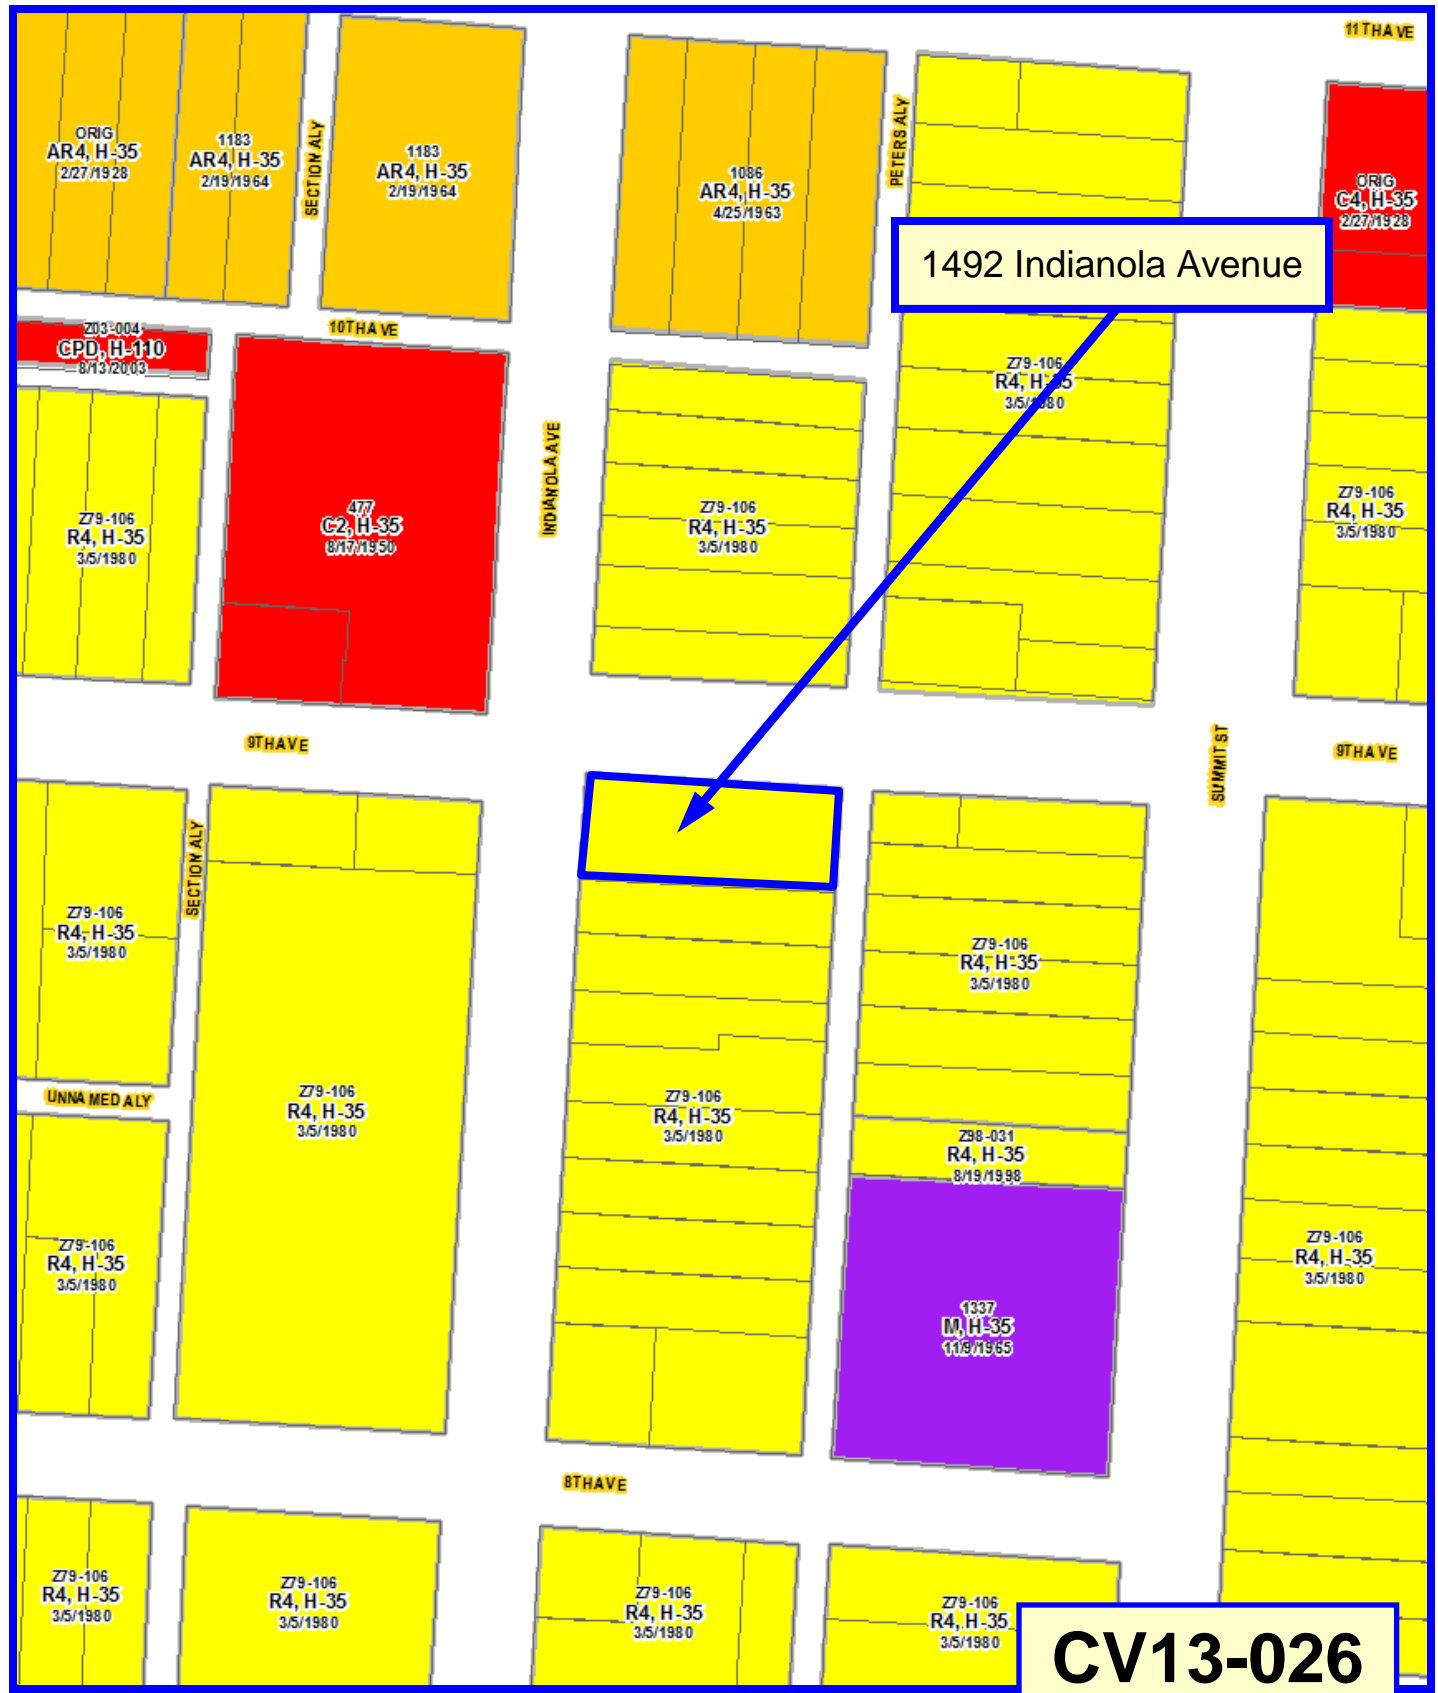 11TH AVE
ORIG
AR4, H-35
2/27/1928
1183
AR4, H-35
2/19/1964
SECTION ALY
1183
AR4, H-35
2/19/1964
1086
AR4, H-35
4/25/1963
PETERS ALY
ORIG
C4, H-35
2/27/1928
1492 Indianola Avenue
Z03-004
CPD, H-110
8/13/2003
10TH AVE
Z79-106
R4, H-35
3/5/1980
INDIANOLA AVE
Z79-106
R4, H-35
3/5/1980
477
C2, H-35
8/17/1950
Z79-106
R4, H-35
3/5/1980
Z79-106
R4, H-35
3/5/1980
9TH AVE
SUMMIT ST
9TH AVE
SECTION ALY
Z79-106
R4, H-35
3/5/1980
Z79-106
R4, H-35
3/5/1980
UNNAMED ALY
Z79-106
R4, H-35
3/5/1980
Z79-106
R4, H-35
3/5/1980
Z98-031
R4, H-35
8/19/1998
Z79-106
R4, H-35
3/5/1980
Z79-106
R4, H-35
3/5/1980
1337
M, H-35
11/9/1965
8TH AVE
Z79-106
R4, H-35
3/5/1980
Z79-106
R4, H-35
3/5/1980
Z79-106
R4, H-35
3/5/1980
Z79-106
R4, H-35
3/5/1980
CV13-026